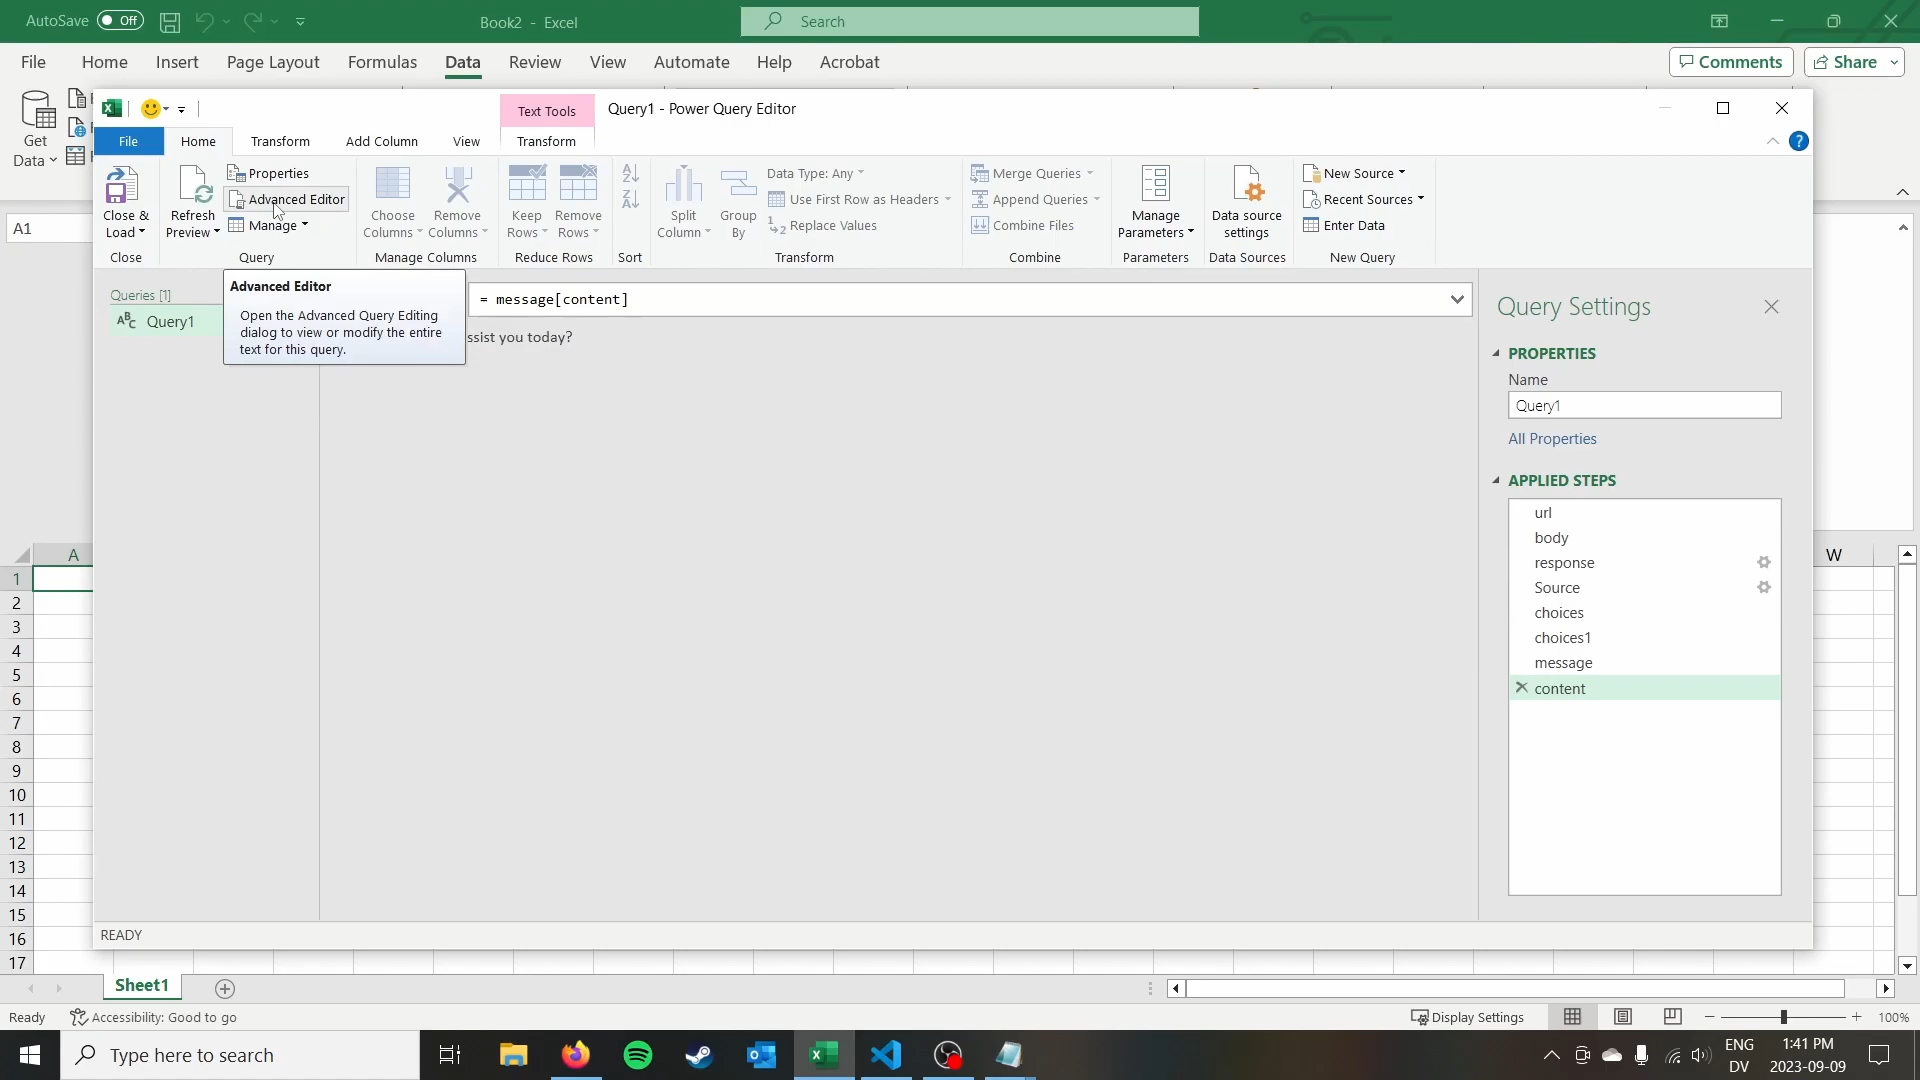 AutoSave Off
Book2 - Excel
Search
File Home Insert Page Layout Formulas Data Review View Automate Help Acrobat
Comments Share
Get
Data
Text Tools
Query1 - Power Query Editor
File Home Transform Add Column View Transform
Close &
Load
Close
Refresh
Preview
Properties
Advanced Editor
Manage
Query
Choose
Columns
Remove
Columns
Manage Columns
Keep
Rows
Remove
Rows
Reduce Rows
Sort
Split
Column
Group
By
Data Type: Any
Use First Row as Headers
Replace Values
Transform
Merge Queries
Append Queries
Combine Files
Combine
Manage
Parameters
Parameters
Data source
settings
Data Sources
New Source
Recent Sources
Enter Data
New Query
A1
Queries [1]
Query1
Advanced Editor
Open the Advanced Query Editing
dialog to view or modify the entire
text for this query.
= message[content]
ssist you today?
Query Settings
PROPERTIES
Name
Query1
All Properties
APPLIED STEPS
url
body
response
Source
choices
choices1
message
content
A
W
1
2
3
4
5
6
7
8
9
10
11
12
13
14
15
16
17
READY
Sheet1
Ready
Accessibility: Good to go
Display Settings
100%
Type here to search
ENG
DV
1:41 PM
2023-09-09